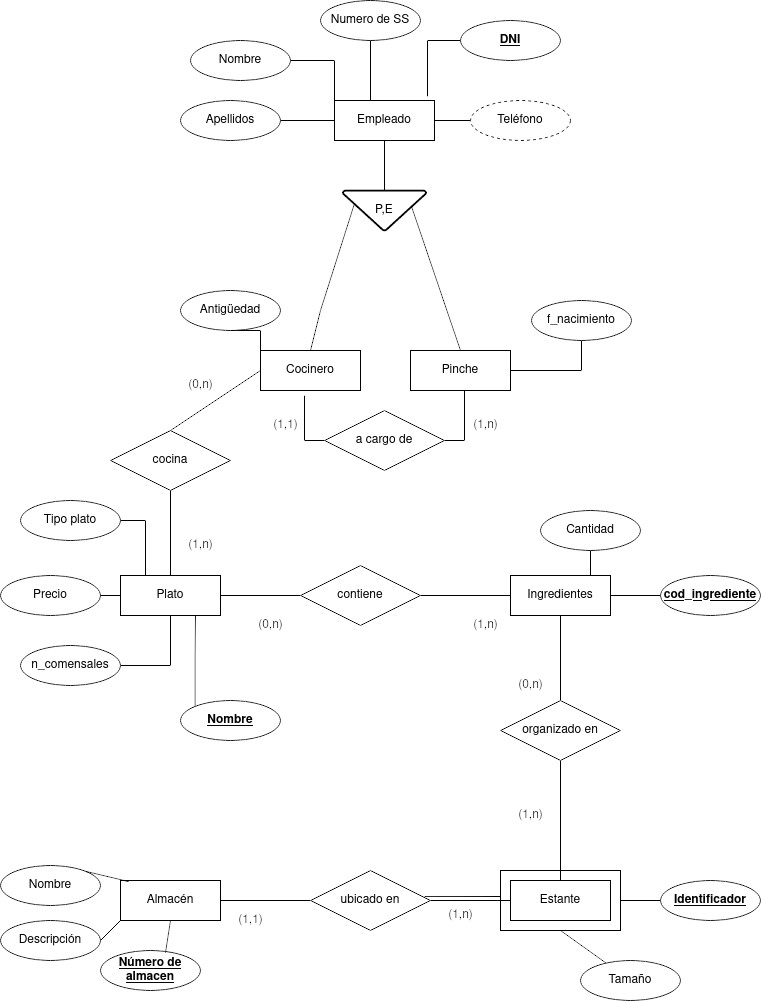 Numero de SS
DNI
Nombre
Apellidos
Empleado
Teléfono
P,E
Antigüedad
f_nacimiento
Cocinero
Pinche
(0,n)
(1,1)
a cargo de
(1,n)
cocina
Tipo plato
Cantidad
(1,n)
Precio
Plato
contiene
Ingredientes
cod_ingrediente
(0,n)
(1,n)
n_comensales
(0,n)
Nombre
organizado en
(1,n)
Nombre
Almacén
ubicado en
Estante
Identificador
(1,1)
(1,n)
Descripción
Número de
almacen
Tamaño